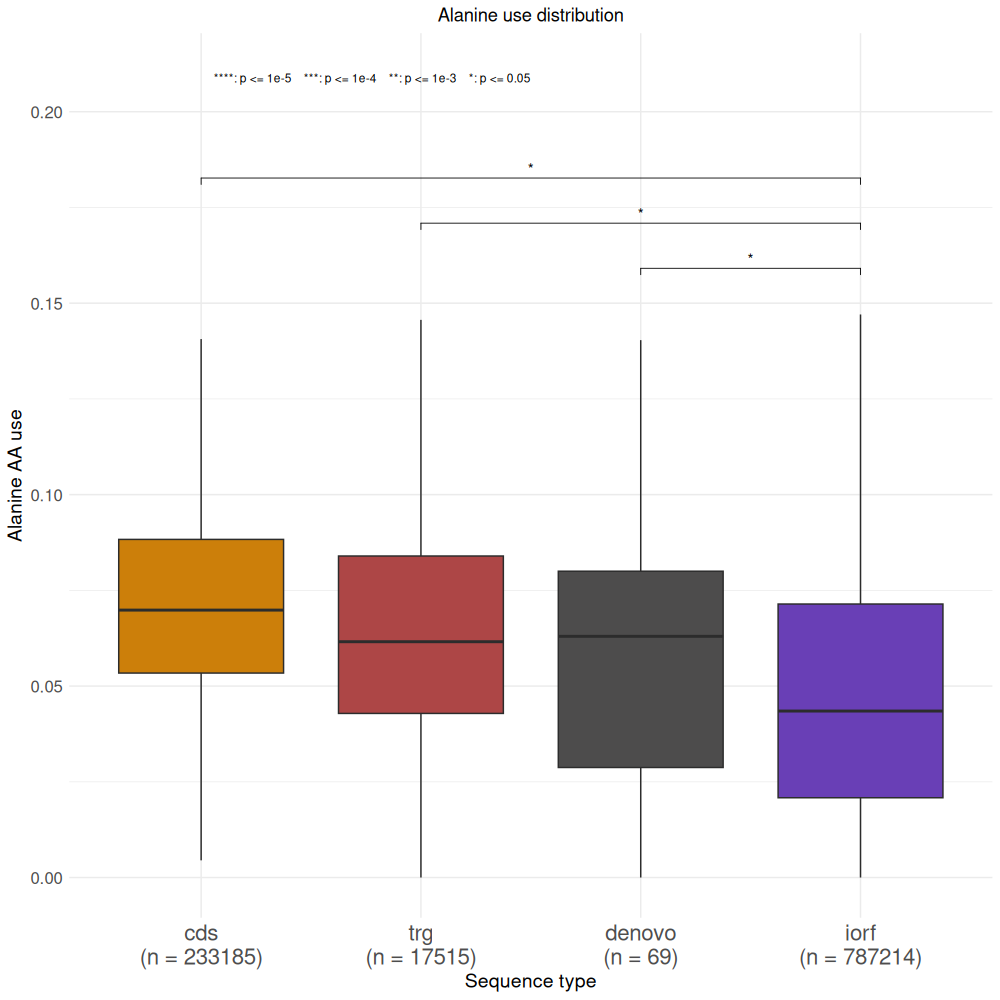 Alanine use distribution
****: p <= 1e-5   ***: p <= 1e-4   **: p <= 1e-3   *: p <= 0.05
0.20
*
*
*
0.15
Alanine AA use
0.10
0.05
0.00
cds trg denovo iorf
(n = 233185) (n = 17515) (n = 69) (n = 787214)
Sequence type